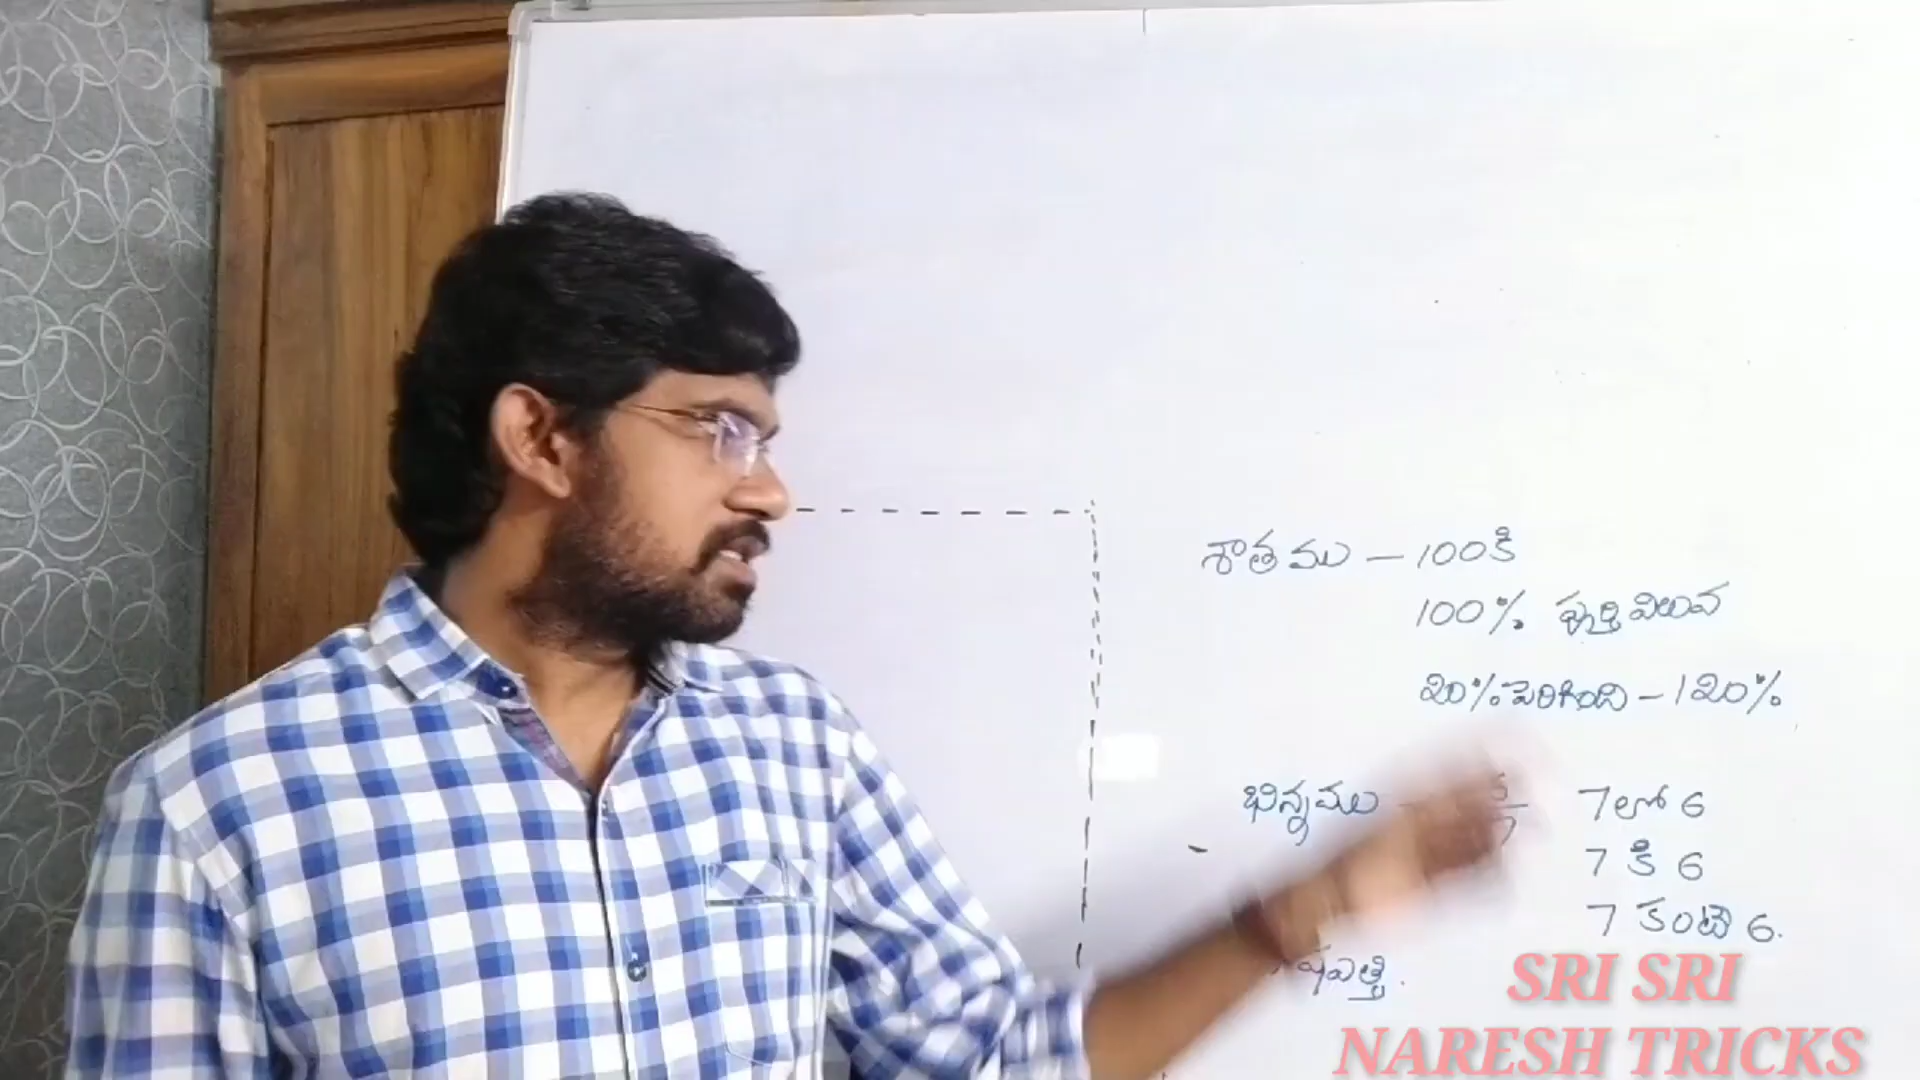 శాతము – 100కి
100% పూర్తి విలువ
20% పెరిగింది – 120%
భిన్నము – 7లో 6
7 కి 6
7 కంటె 6.
SRI SRI
NARESH TRICKS